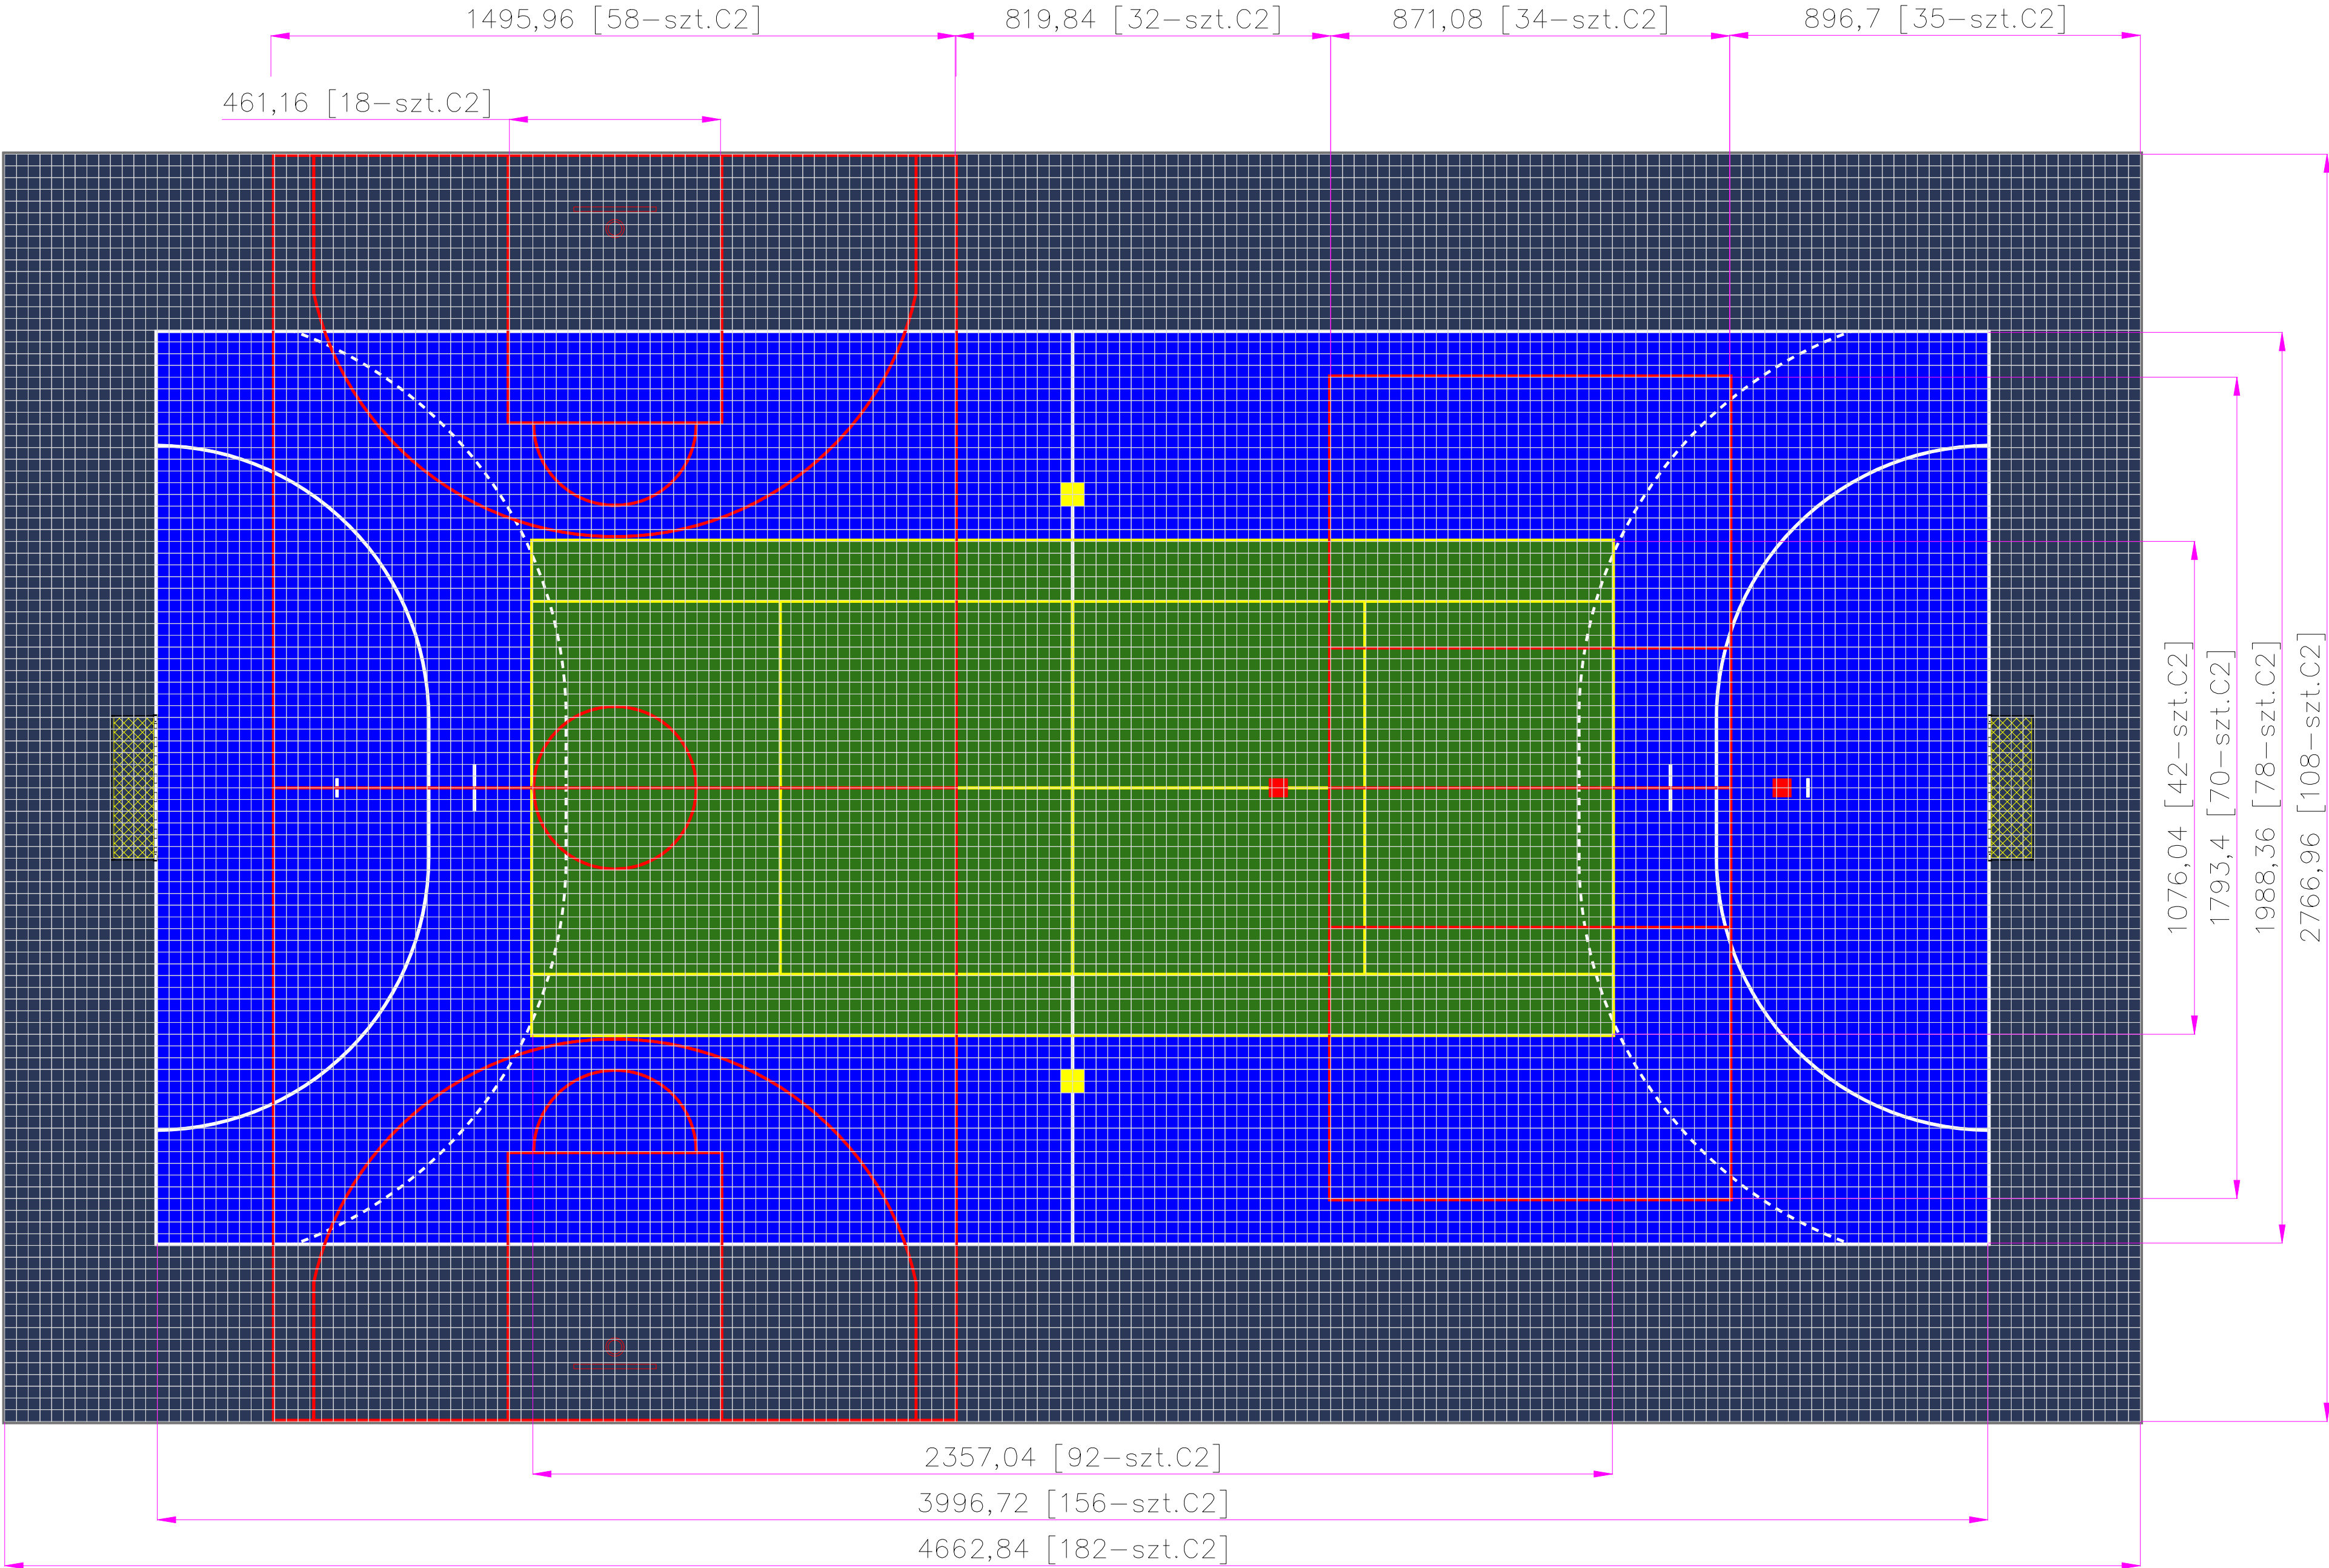 1495,96 [58-szt.C2]
819,84 [32-szt.C2]
871,08 [34-szt.C2]
896,7 [35-szt.C2]
461,16 [18-szt.C2]
1076,04 [42-szt.C2]
1793,4 [70-szt.C2]
1988,36 [78-szt.C2]
2766,96 [108-szt.C2]
2357,04 [92-szt.C2]
3996,72 [156-szt.C2]
4662,84 [182-szt.C2]